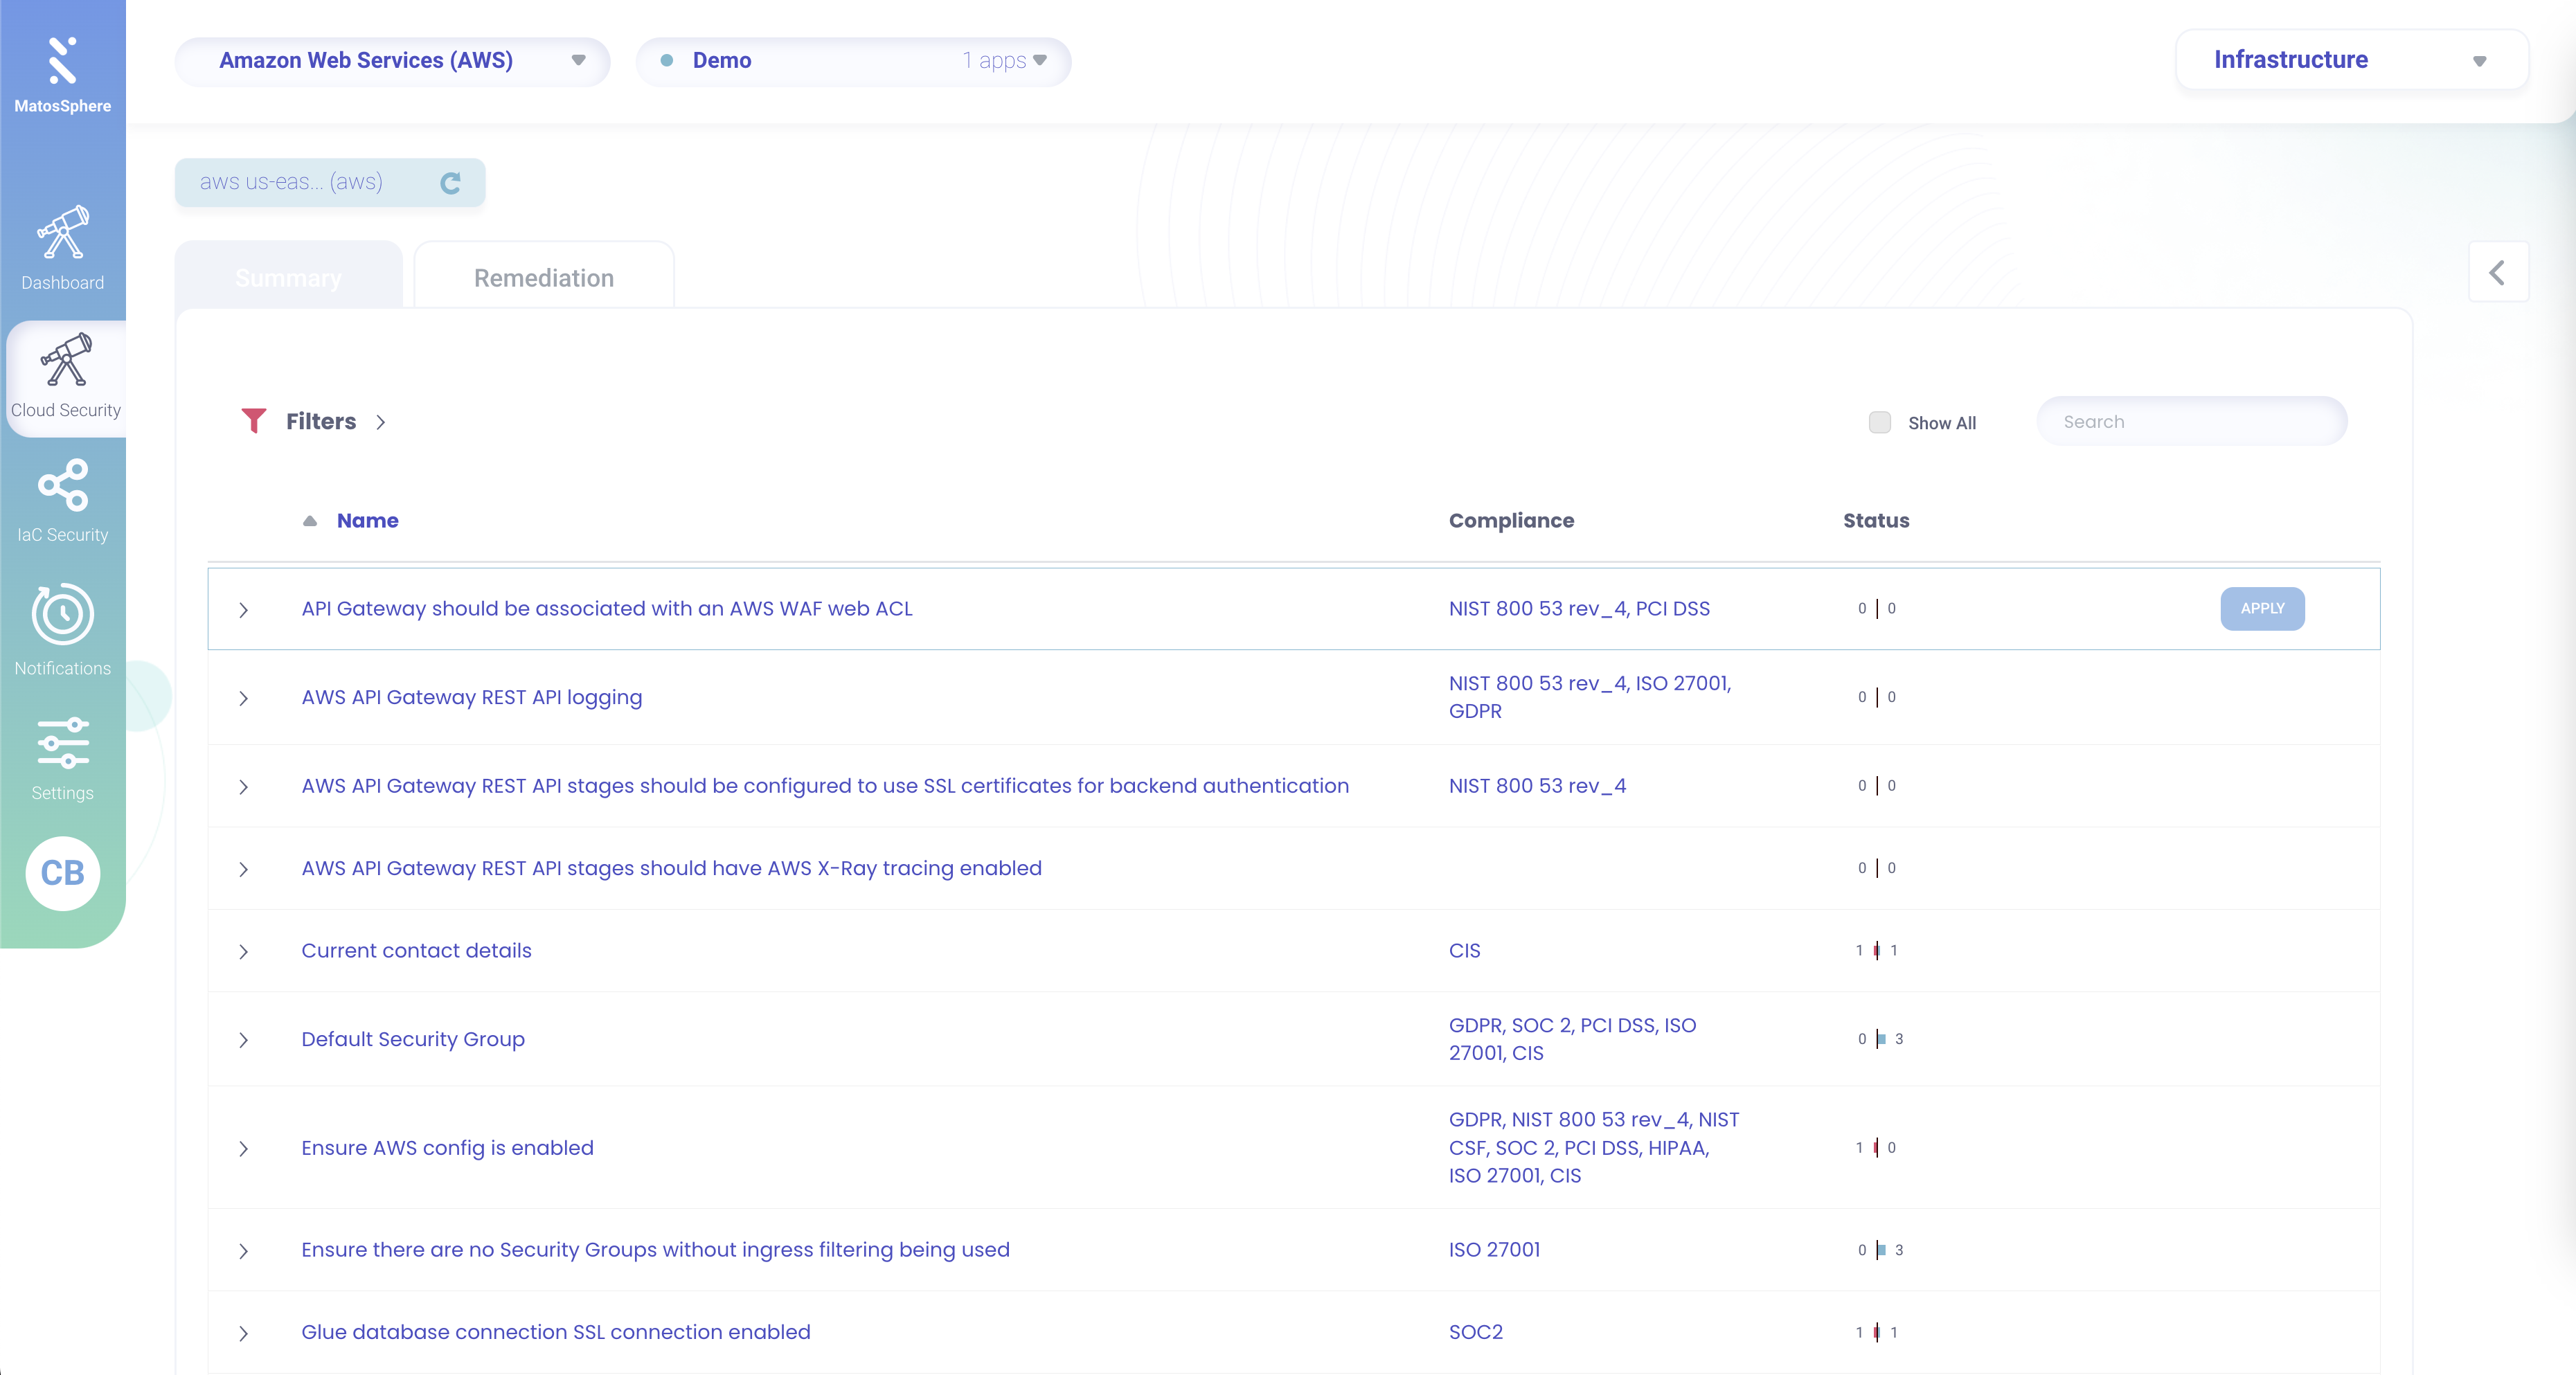 MatosSphere
Amazon Web Services (AWS)
Demo
1 apps
Infrastructure
aws us-eas... (aws)
Dashboard
Cloud Security
IaC Security
Notifications
Settings
CB
Summary
Remediation
Filters
Show All
Search
Name
Compliance
Status
API Gateway should be associated with an AWS WAF web ACL
NIST 800 53 rev_4, PCI DSS
0 0
APPLY
AWS API Gateway REST API logging
NIST 800 53 rev_4, ISO 27001,
GDPR
0 0
AWS API Gateway REST API stages should be configured to use SSL certificates for backend authentication
NIST 800 53 rev_4
0 0
AWS API Gateway REST API stages should have AWS X-Ray tracing enabled
0 0
Current contact details
CIS
1 1
Default Security Group
GDPR, SOC 2, PCI DSS, ISO
27001, CIS
0 3
Ensure AWS config is enabled
GDPR, NIST 800 53 rev_4, NIST
CSF, SOC 2, PCI DSS, HIPAA,
ISO 27001, CIS
1 0
Ensure there are no Security Groups without ingress filtering being used
ISO 27001
0 3
Glue database connection SSL connection enabled
SOC2
1 1